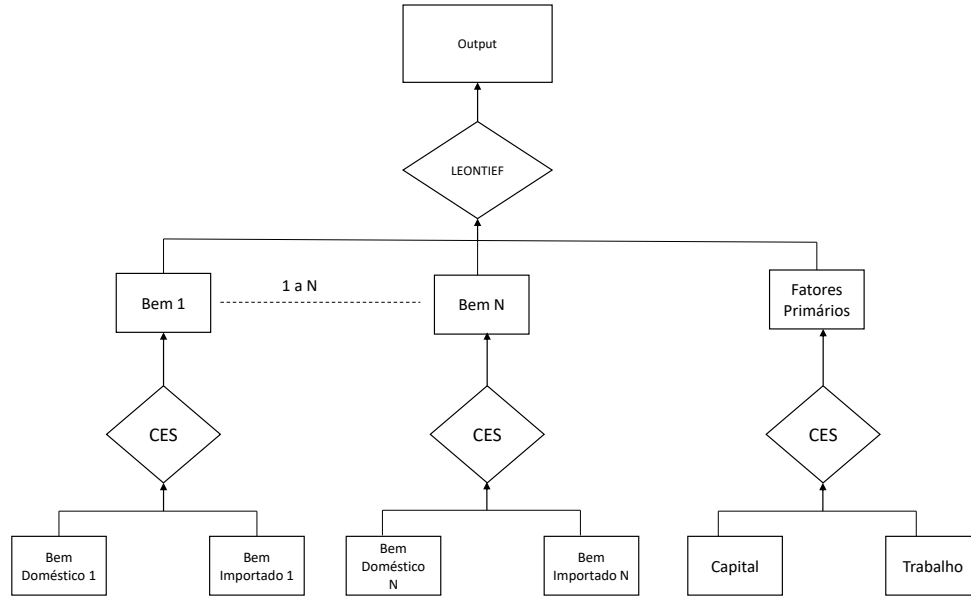 Output
LEONTIEF
1 a N
Bem 1
Bem N
Fatores
Primários
CES
CES
CES
Bem
Doméstico 1
Bem
Importado 1
Bem
Doméstico
N
Bem
Importado N
Capital
Trabalho